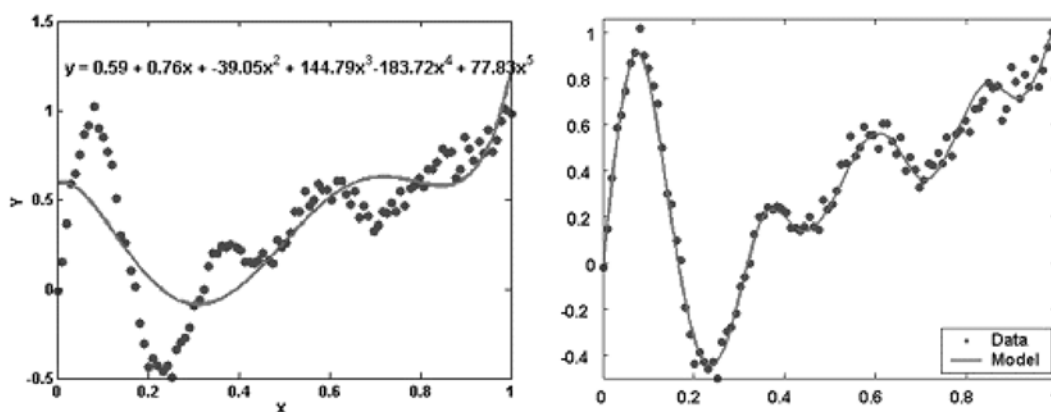 1.5
y = 0.59 + 0.76x + -39.05x² + 144.79x³-183.72x⁴ + 77.83x⁵
1
0.5
0
-0.5
Y
0 0.2 0.4 0.6 0.8 1
X
1
0.8
0.6
0.4
0.2
0
-0.2
-0.4
0.2 0.4 0.6 0.8
Data
Model